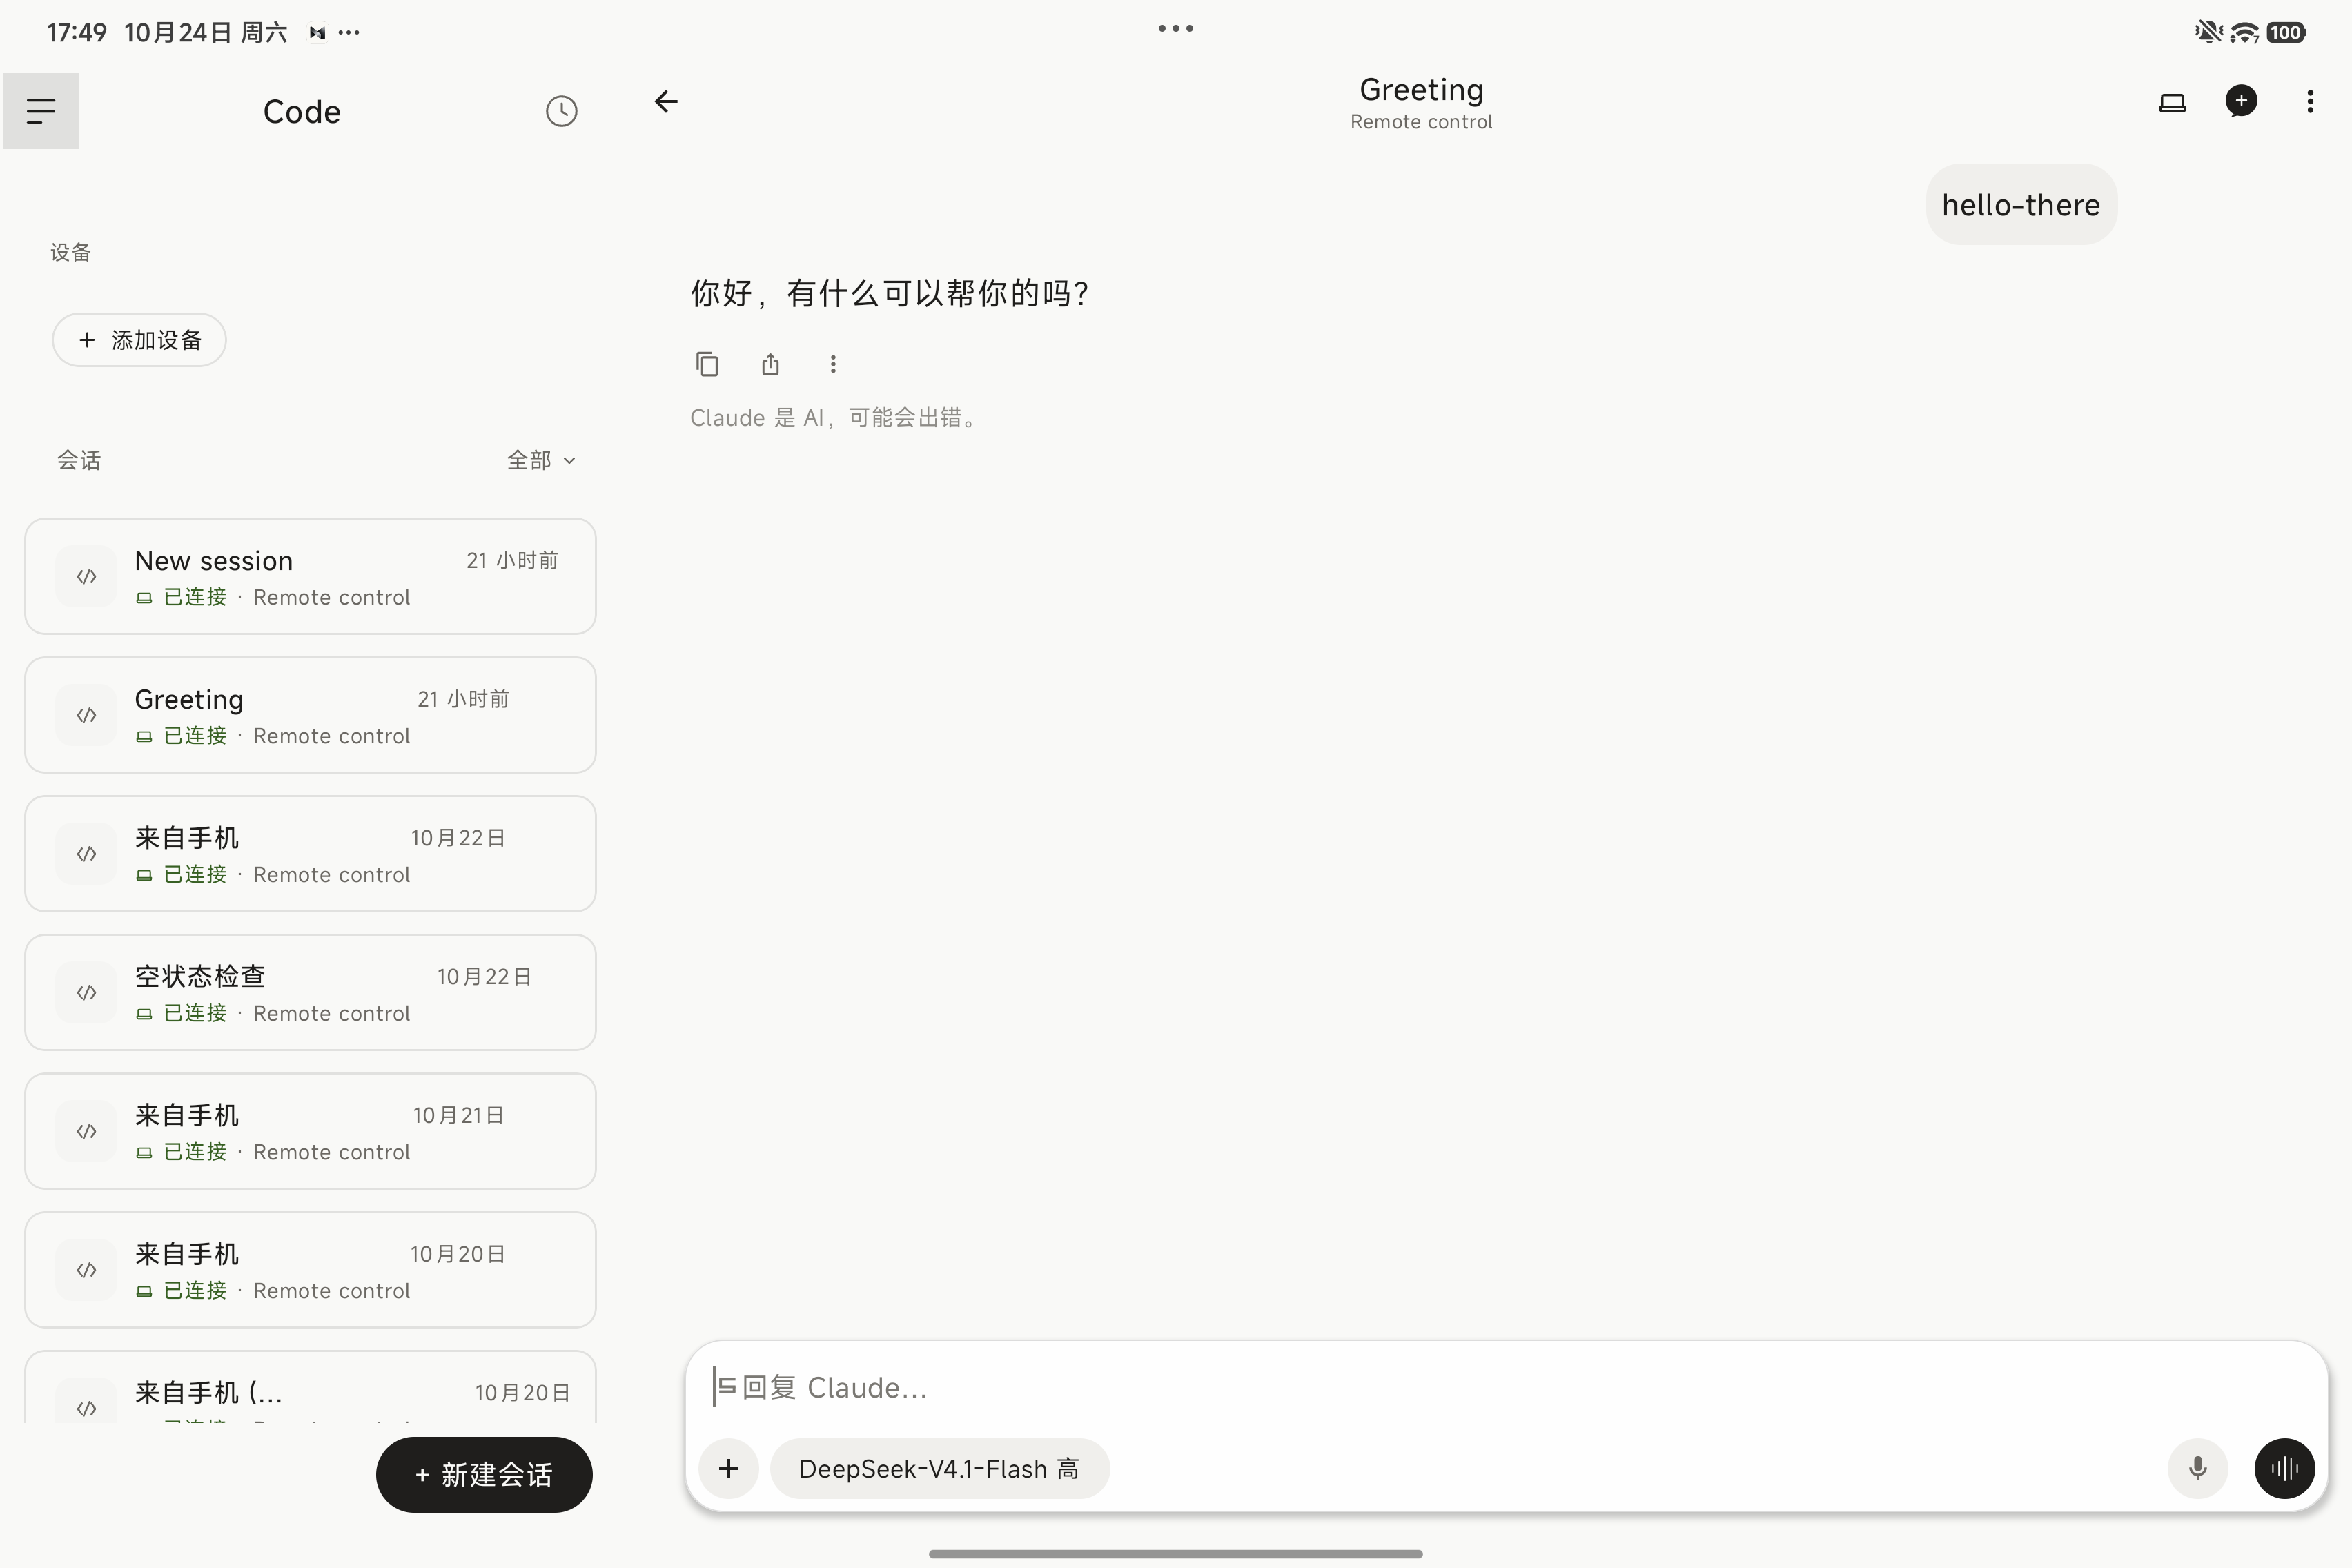 17:49 10月24日 周六
100
Code
Greeting
Remote control
hello-there
你好，有什么可以帮你的吗？
Claude 是 AI，可能会出错。
设备
+ 添加设备
会话
全部
New session
21 小时前
已连接 · Remote control
Greeting
21 小时前
已连接 · Remote control
来自手机
10月22日
已连接 · Remote control
空状态检查
10月22日
已连接 · Remote control
来自手机
10月21日
已连接 · Remote control
来自手机
10月20日
已连接 · Remote control
来自手机 (...
10月20日
+ 新建会话
回复 Claude...
DeepSeek-V4.1-Flash 高